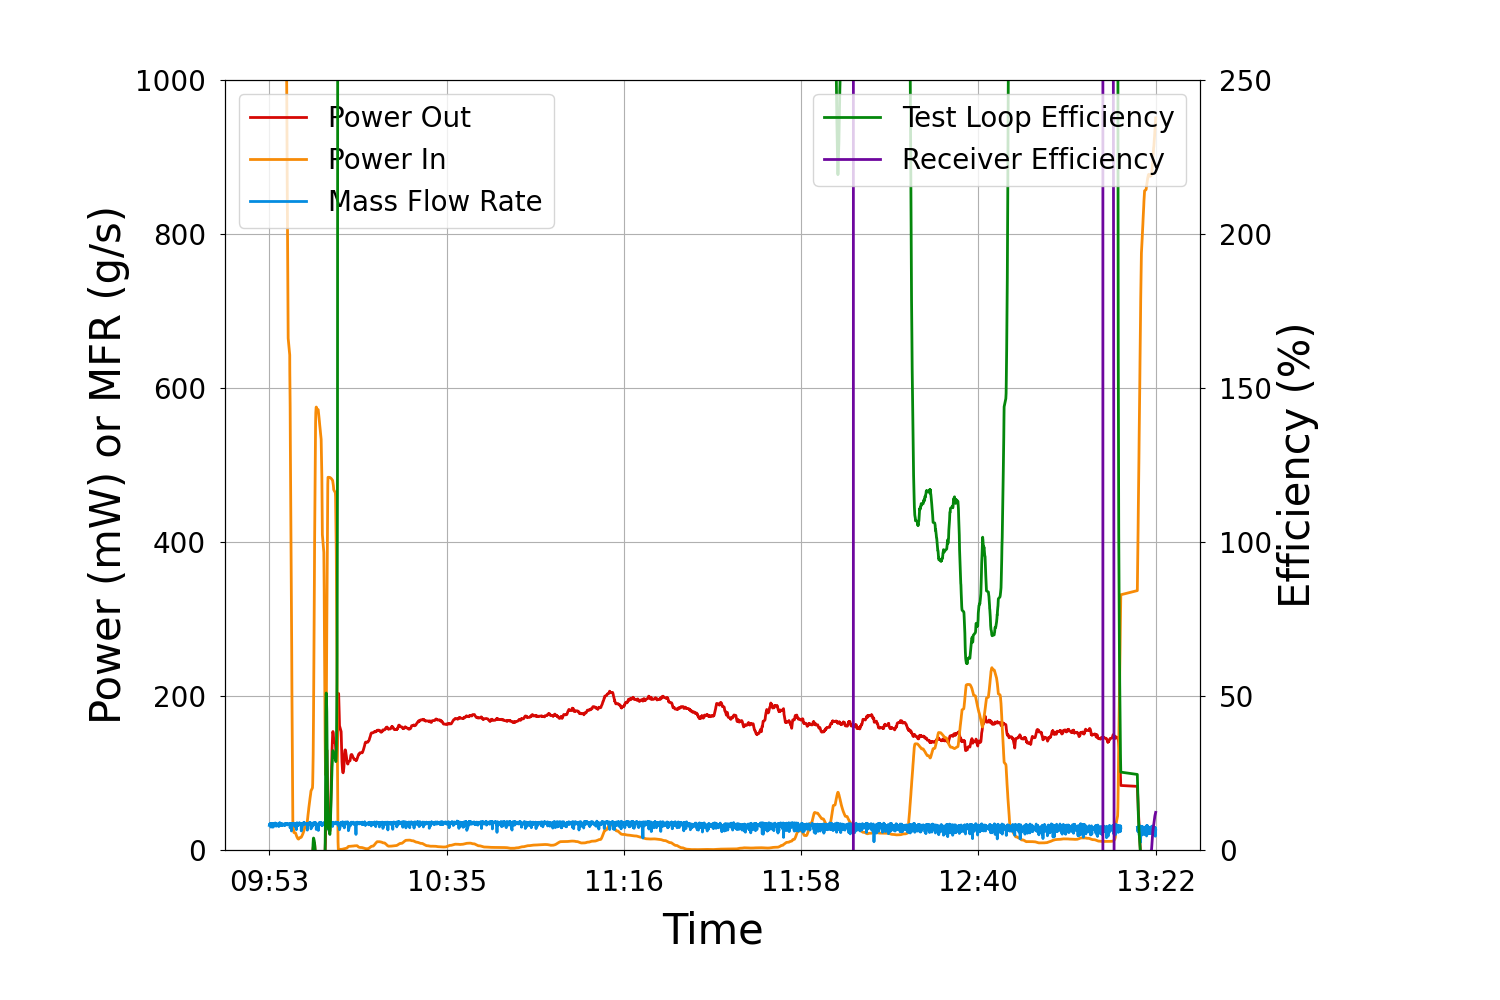 1000
800
600
400
200
0
Power (mW) or MFR (g/s)
Power Out
Power In
Mass Flow Rate
Test Loop Efficiency
Receiver Efficiency
250
200
150
100
50
0
Efficiency (%)
09:53 10:35 11:16 11:58 12:40 13:22
Time